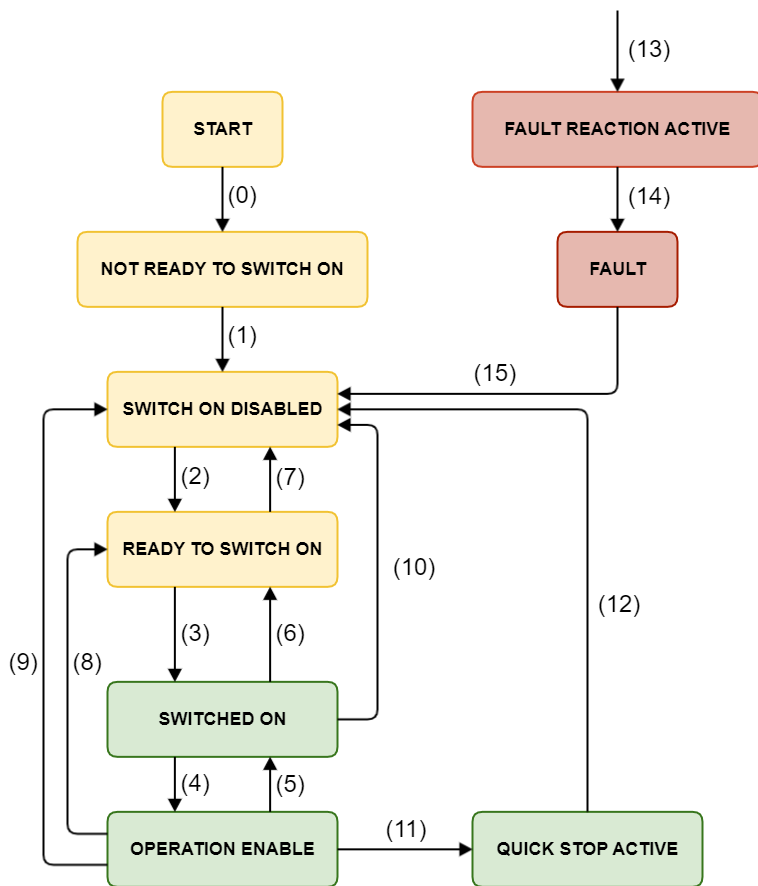 (13)
START
FAULT REACTION ACTIVE
(0)
(14)
NOT READY TO SWITCH ON
FAULT
(1)
(15)
SWITCH ON DISABLED
(2)
(7)
READY TO SWITCH ON
(10)
(12)
(3)
(6)
(9)
(8)
SWITCHED ON
(4)
(5)
(11)
OPERATION ENABLE
QUICK STOP ACTIVE